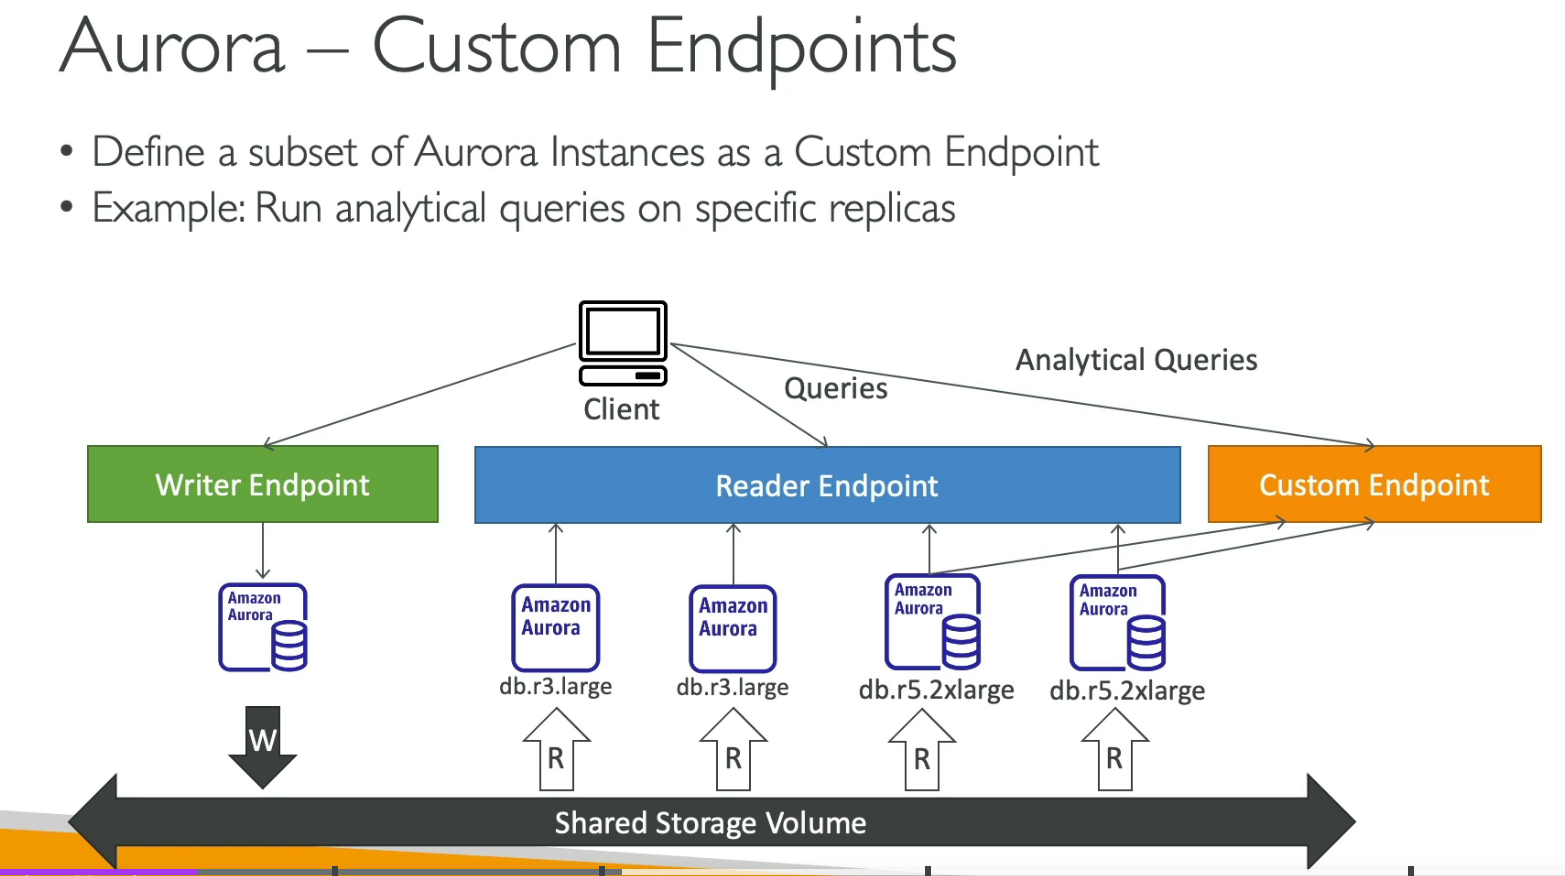 Aurora – Custom Endpoints
• Define a subset of Aurora Instances as a Custom Endpoint
• Example: Run analytical queries on specific replicas
Analytical Queries
Queries
Client
Writer Endpoint
Reader Endpoint
Custom Endpoint
Amazon
Aurora
Amazon
Aurora
Amazon
Aurora
Amazon
Aurora
Amazon
Aurora
db.r3.large
db.r3.large
db.r5.2xlarge
db.r5.2xlarge
W
R
R
R
R
Shared Storage Volume